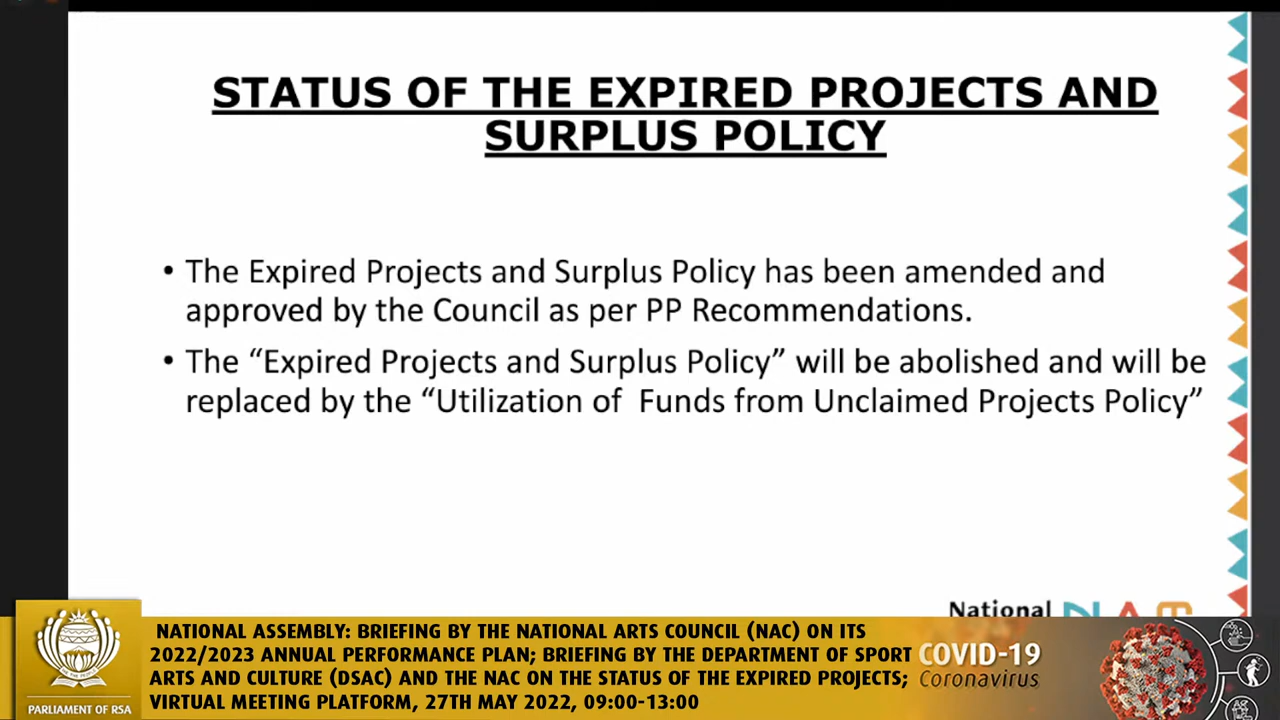 STATUS OF THE EXPIRED PROJECTS AND
SURPLUS POLICY
• The Expired Projects and Surplus Policy has been amended and
approved by the Council as per PP Recommendations.
• The “Expired Projects and Surplus Policy” will be abolished and will be
replaced by the “Utilization of Funds from Unclaimed Projects Policy”
National
NATIONAL ASSEMBLY: BRIEFING BY THE NATIONAL ARTS COUNCIL (NAC) ON ITS
2022/2023 ANNUAL PERFORMANCE PLAN; BRIEFING BY THE DEPARTMENT OF SPORT
ARTS AND CULTURE (DSAC) AND THE NAC ON THE STATUS OF THE EXPIRED PROJECTS;
VIRTUAL MEETING PLATFORM, 27TH MAY 2022, 09:00-13:00
PARLIAMENT OF RSA
COVID-19
Coronavirus